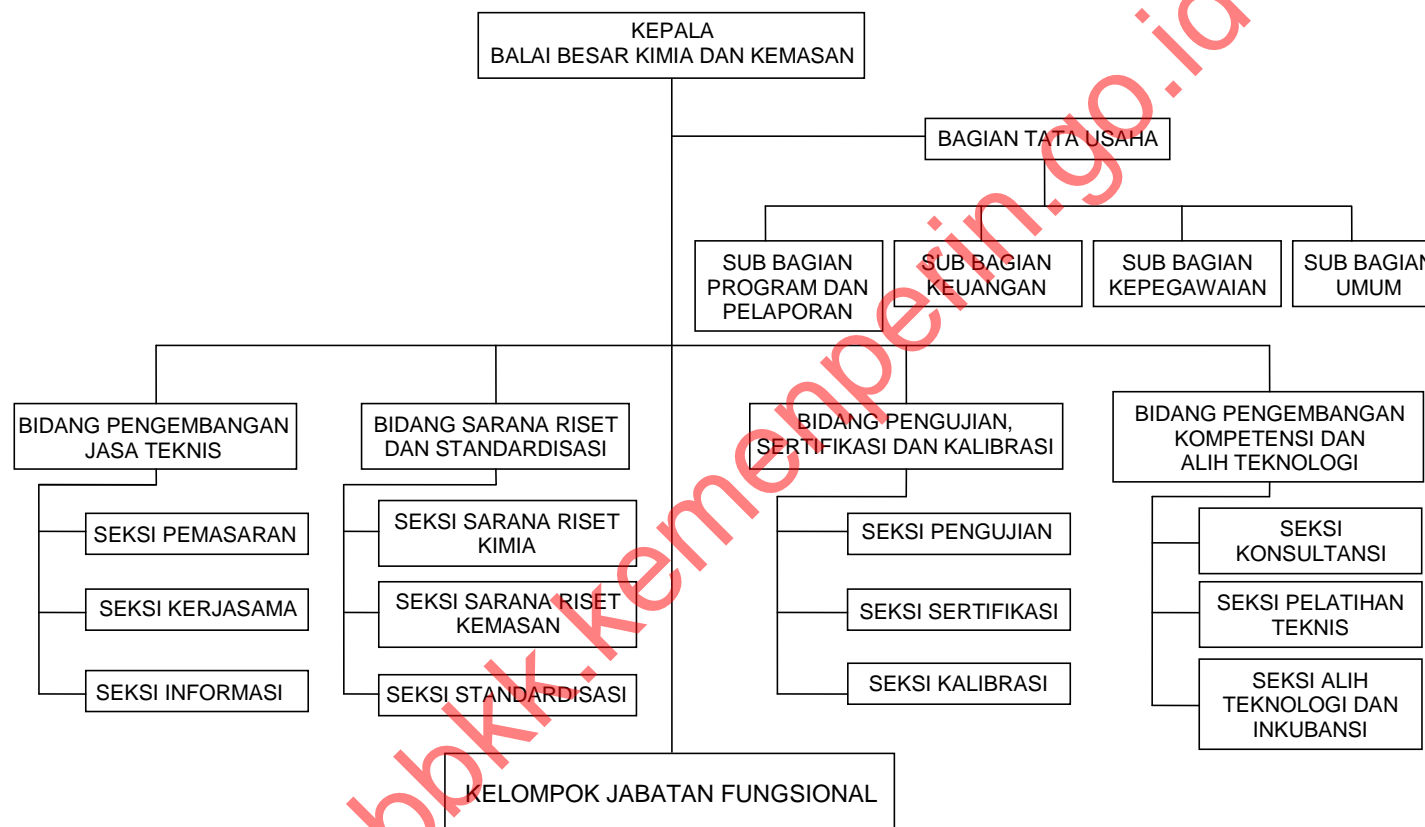 KEPALA
BALAI BESAR KIMIA DAN KEMASAN
BAGIAN TATA USAHA
SUB BAGIAN
PROGRAM DAN
PELAPORAN
SUB BAGIAN
KEUANGAN
SUB BAGIAN
KEPEGAWAIAN
SUB BAGIAN
UMUM
BIDANG PENGEMBANGAN
JASA TEKNIS
BIDANG SARANA RISET
DAN STANDARDISASI
BIDANG PENGUJIAN,
SERTIFIKASI DAN KALIBRASI
BIDANG PENGEMBANGAN
KOMPETENSI DAN
ALIH TEKNOLOGI
SEKSI PEMASARAN
SEKSI KERJASAMA
SEKSI INFORMASI
SEKSI SARANA RISET
KIMIA
SEKSI SARANA RISET
KEMASAN
SEKSI STANDARDISASI
SEKSI PENGUJIAN
SEKSI SERTIFIKASI
SEKSI KALIBRASI
SEKSI
KONSULTANSI
SEKSI PELATIHAN
TEKNIS
SEKSI ALIH
TEKNOLOGI DAN
INKUBANSI
KELOMPOK JABATAN FUNGSIONAL
bbkk.kemenperin.go.id